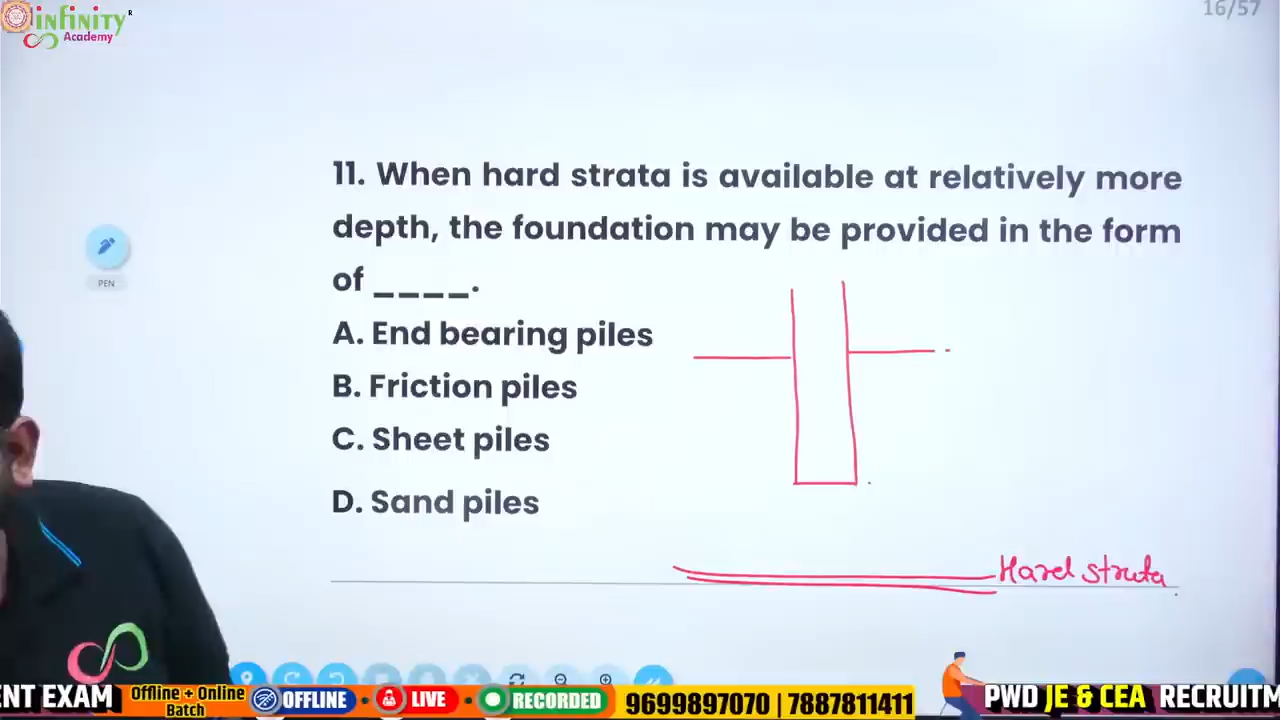 infinity
Academy
16/57
11. When hard strata is available at relatively more
depth, the foundation may be provided in the form
of ____.
A. End bearing piles
B. Friction piles
C. Sheet piles
D. Sand piles
Hard strata
PEN
ENT EXAM
Offline + Online
Batch
OFFLINE
LIVE
RECORDED
9699897070 | 7887811411
PWD JE & CEA RECRUITM